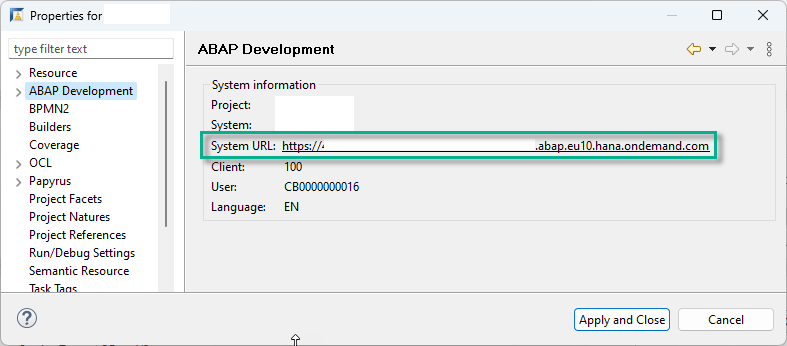 Properties for
type filter text
Resource
ABAP Development
BPMN2
Builders
Coverage
OCL
Papyrus
Project Facets
Project Natures
Project References
Run/Debug Settings
Semantic Resource
Task Tags
ABAP Development
System information
Project:
System:
System URL: https:// .abap.eu10.hana.ondemand.com
Client: 100
User: CB0000000016
Language: EN
Apply and Close
Cancel